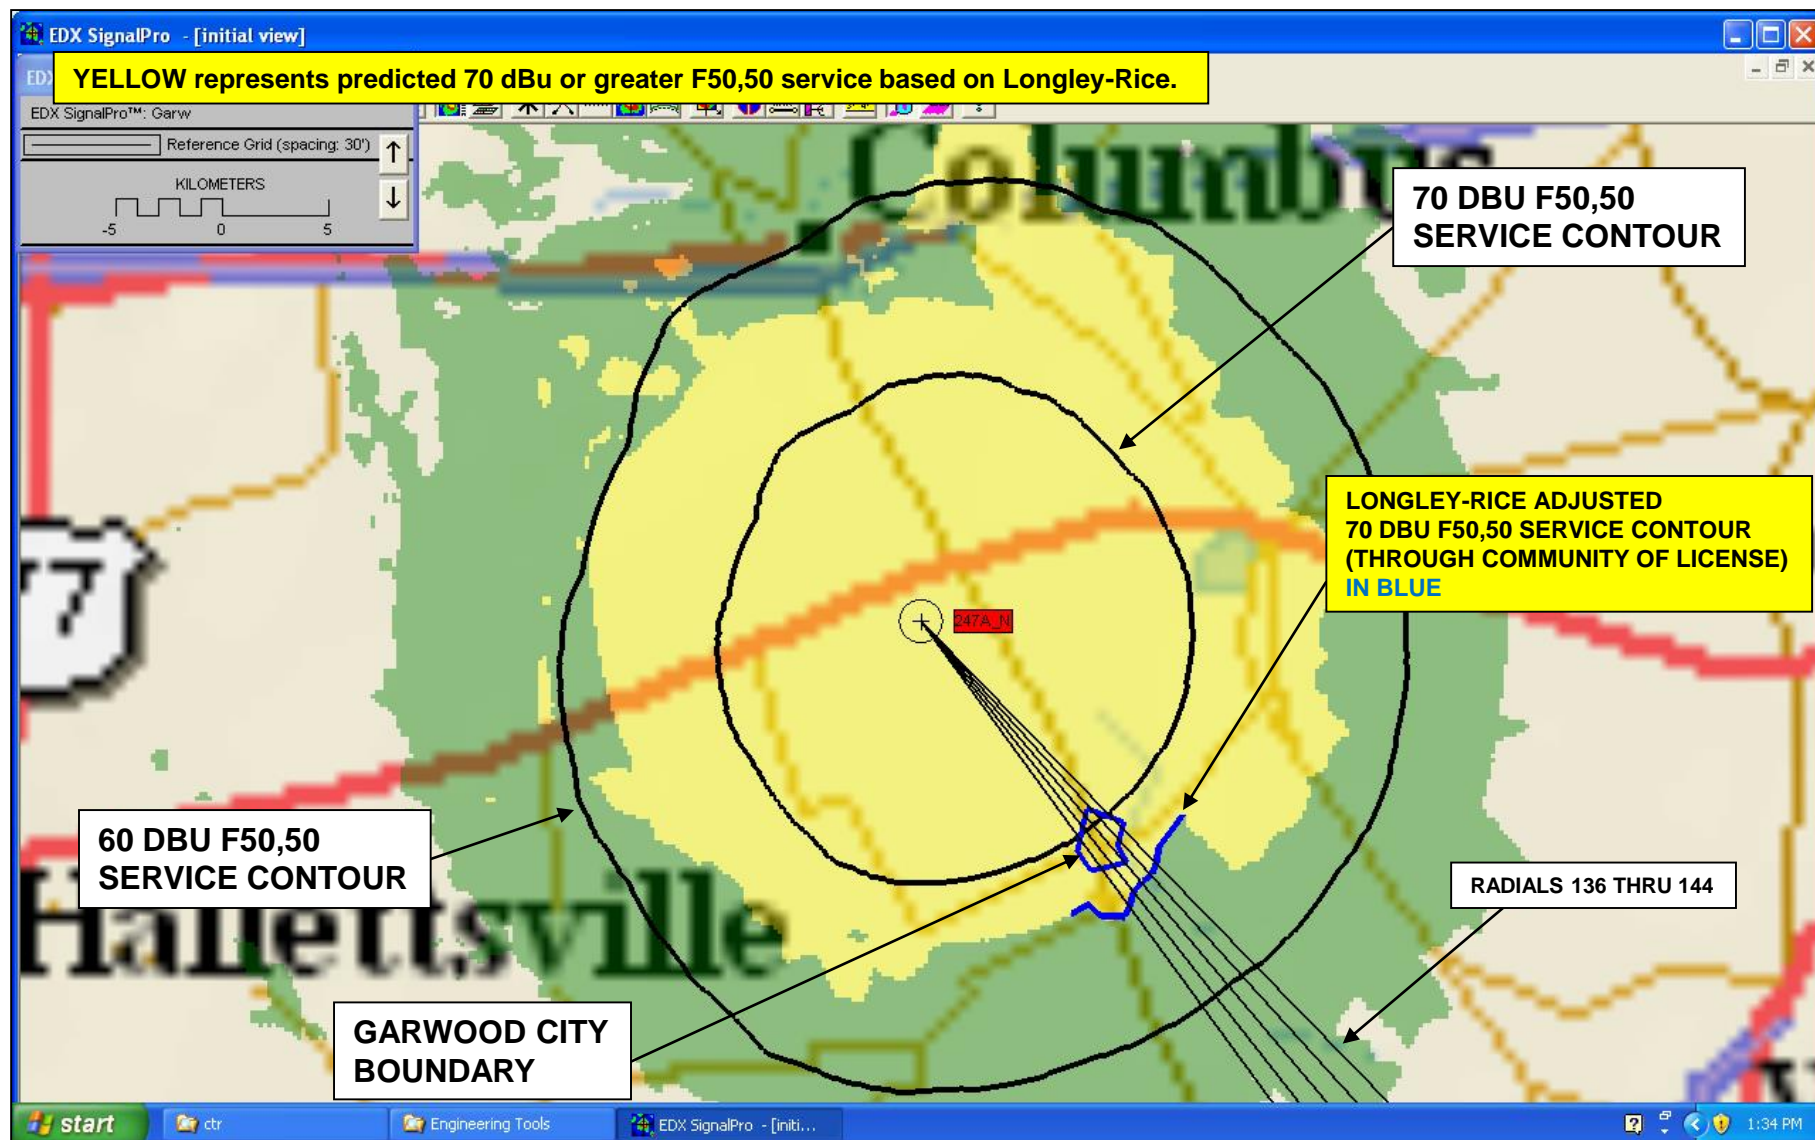 EDX SignalPro - [initial view]
YELLOW represents predicted 70 dBu or greater F50,50 service based on Longley-Rice.
EDX SignalPro™: Garw
Reference Grid (spacing: 30')
KILOMETERS
-5 0 5
Columbus
70 DBU F50,50
SERVICE CONTOUR
LONGLEY-RICE ADJUSTED
70 DBU F50,50 SERVICE CONTOUR
(THROUGH COMMUNITY OF LICENSE)
IN BLUE
77
247A_N
60 DBU F50,50
SERVICE CONTOUR
RADIALS 136 THRU 144
Hallettsville
GARWOOD CITY
BOUNDARY
start
ctr
Engineering Tools
EDX SignalPro - [initi...
1:34 PM